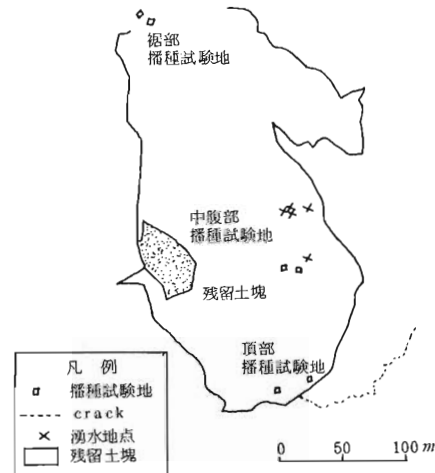 裾部
播種試験地
中腹部
播種試験地
残留土塊
頂部
播種試験地
凡例
播種試験地
crack
湧水地点
残留土塊
0 50 100 m